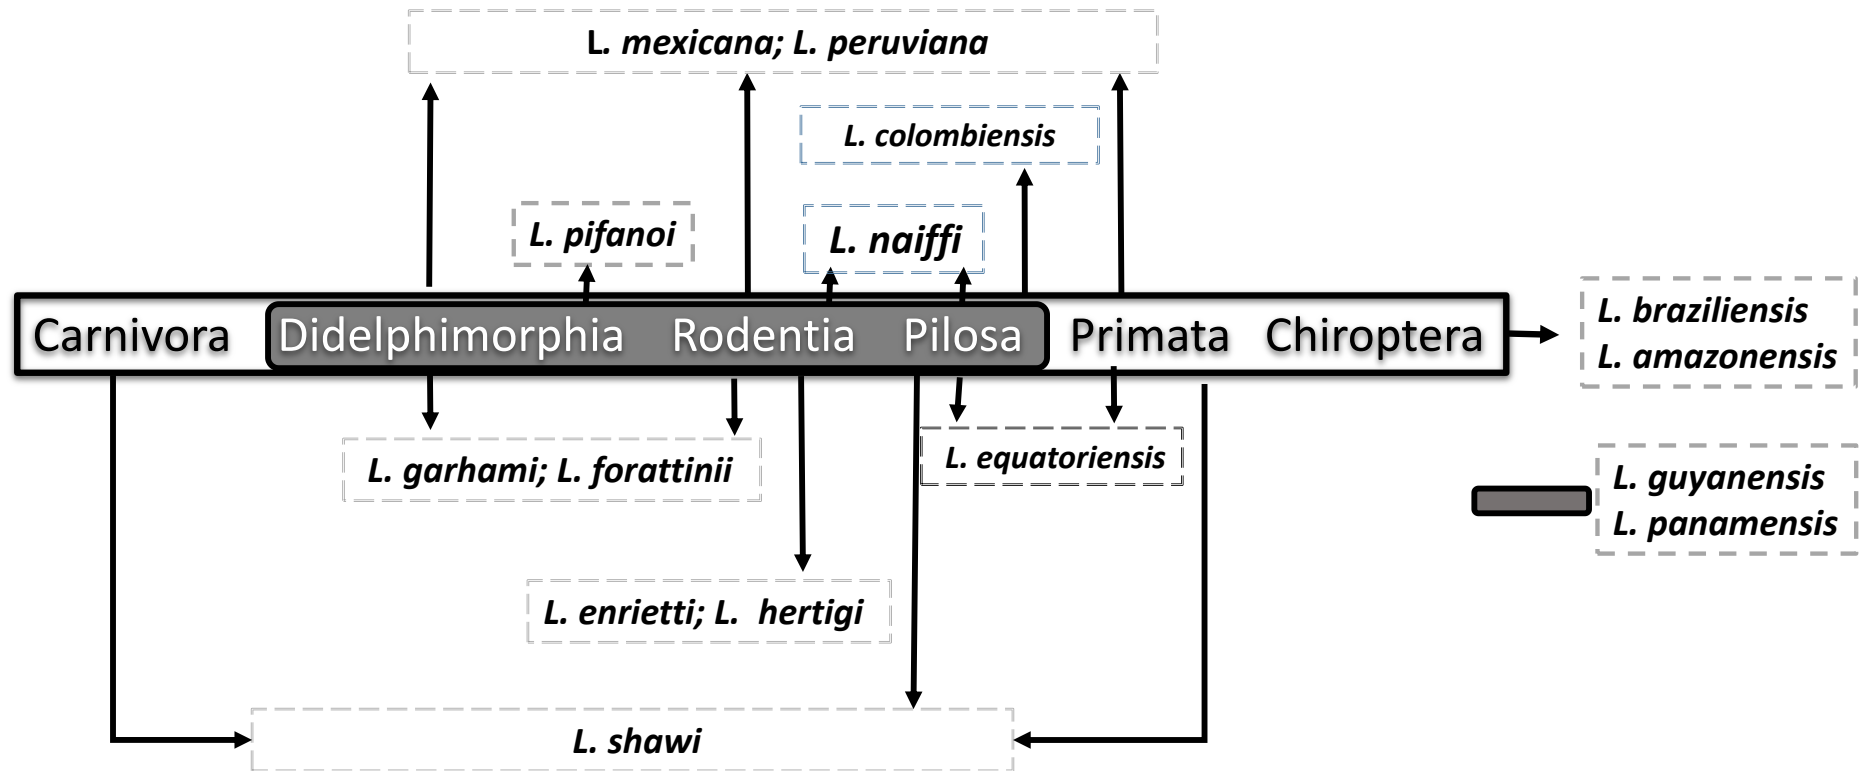 L. mexicana; L. peruviana
L. colombiensis
L. pifanoi
L. naiffi
Carnivora Didelphimorphia Rodentia Pilosa Primata Chiroptera
L. braziliensis
L. amazonensis
L. garhami; L. forattinii
L. equatoriensis
L. guyanensis
L. panamensis
L. enrietti; L. hertigi
L. shawi